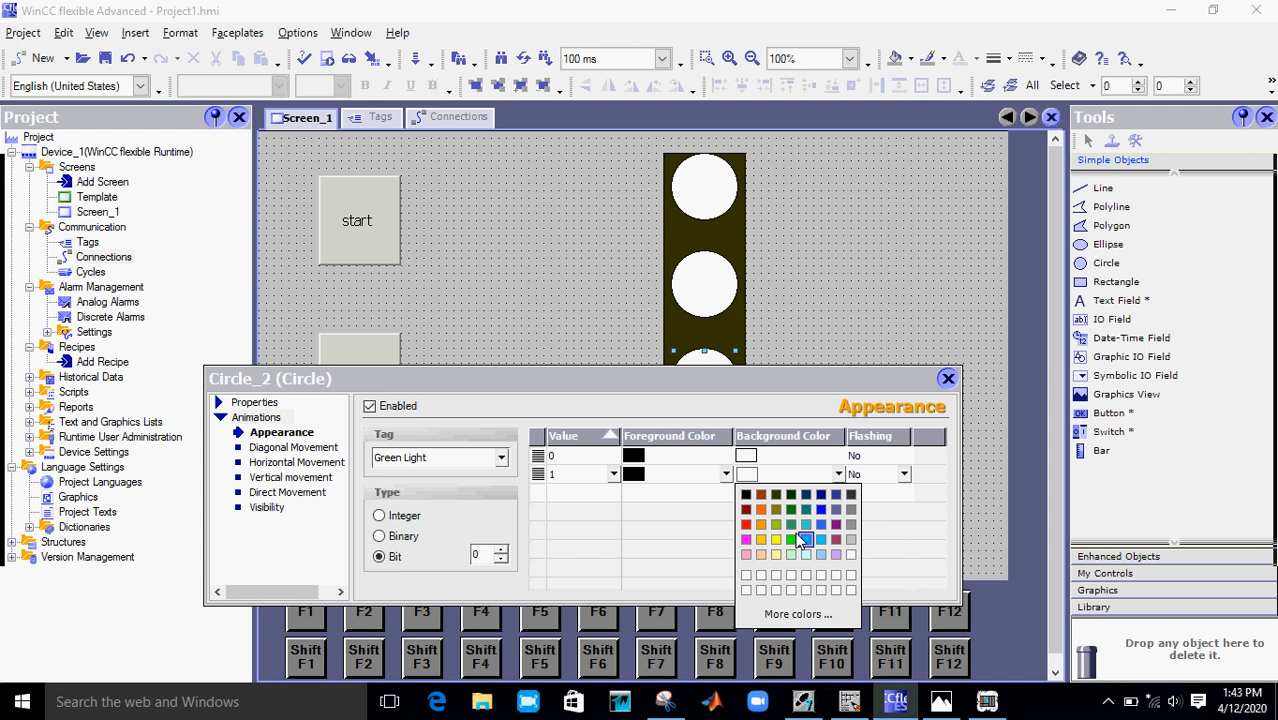 WinCC flexible Advanced - Project1.hmi
Project Edit View Insert Format Faceplates Options Window Help
New 100 ms 100%
English (United States) B I U All Select 0 0
Project
Project
Device_1(WinCC flexible Runtime)
Screens
Add Screen
Template
Screen_1
Communication
Tags
Connections
Cycles
Alarm Management
Analog Alarms
Discrete Alarms
Settings
Recipes
Add Recipe
Historical Data
Scripts
Reports
Text and Graphics Lists
Runtime User Administration
Device Settings
Language Settings
Project Languages
Graphics
Project Texts
Dictionaries
Structures
Version Management
Screen_1 Tags Connections
start
Circle_2 (Circle)
Properties
Animations
Appearance
Diagonal Movement
Horizontal Movement
Vertical movement
Direct Movement
Visibility
Enabled
Appearance
Tag
Green Light
Type
Integer
Binary
Bit 0
Value Foreground Color Background Color Flashing
0 No
1 No
More colors ...
F1 F2 F3 F4 F5 F6 F7 F8 F11 F12
Shift F1 Shift F2 Shift F3 Shift F4 Shift F5 Shift F6 Shift F7 Shift F8 Shift F9 Shift F10 Shift F11 Shift F12
Tools
Simple Objects
Line
Polyline
Polygon
Ellipse
Circle
Rectangle
Text Field *
IO Field
Date-Time Field
Graphic IO Field
Symbolic IO Field
Graphics View
Button *
Switch *
Bar
Enhanced Objects
My Controls
Graphics
Library
Drop any object here to
delete it.
Search the web and Windows
1:43 PM
4/12/2020